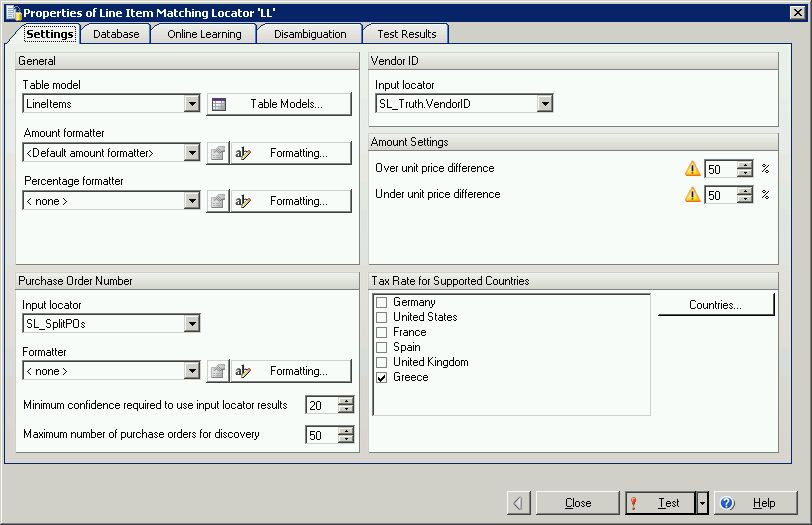 Properties of Line Item Matching Locator 'LL'
Settings
Database
Online Learning
Disambiguation
Test Results
General
Table model
LineItems
Table Models...
Amount formatter
<Default amount formatter>
Formatting...
Percentage formatter
< none >
Formatting...
Vendor ID
Input locator
SL_Truth.VendorID
Amount Settings
Over unit price difference
50 %
Under unit price difference
50 %
Purchase Order Number
Input locator
SL_SplitPOs
Formatter
< none >
Formatting...
Minimum confidence required to use input locator results 20
Maximum number of purchase orders for discovery 50
Tax Rate for Supported Countries
Germany
United States
France
Spain
United Kingdom
Greece
Countries...
Close
Test
Help